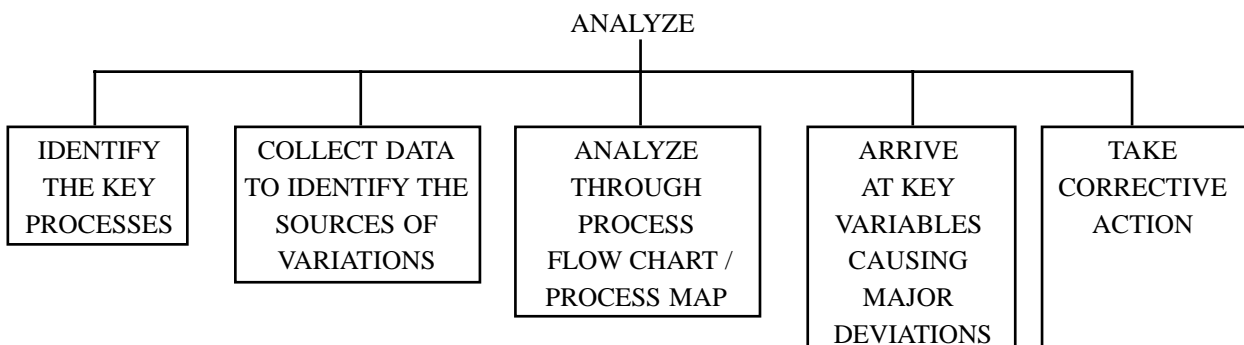 ANALYZE
IDENTIFY
THE KEY
PROCESSES
COLLECT DATA
TO IDENTIFY THE
SOURCES OF
VARIATIONS
ANALYZE
THROUGH
PROCESS
FLOW CHART /
PROCESS MAP
ARRIVE
AT KEY
VARIABLES
CAUSING
MAJOR
DEVIATIONS
TAKE
CORRECTIVE
ACTION